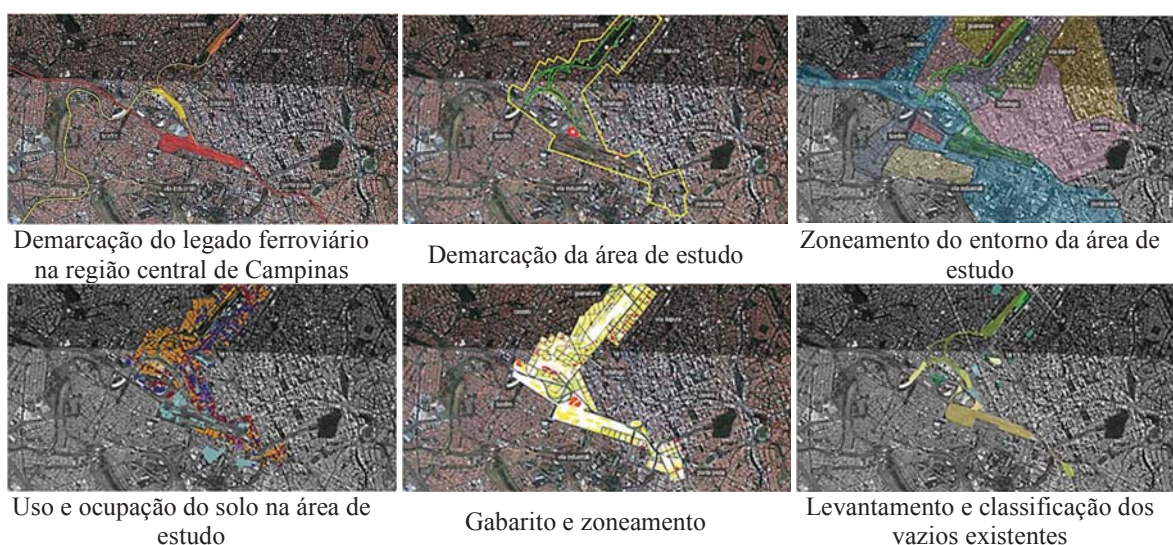 Demarcação do legado ferroviário
na região central de Campinas
Demarcação da área de estudo
Zoneamento do entorno da área de
estudo
Uso e ocupação do solo na área de
estudo
Gabarito e zoneamento
Levantamento e classificação dos
vazios existentes